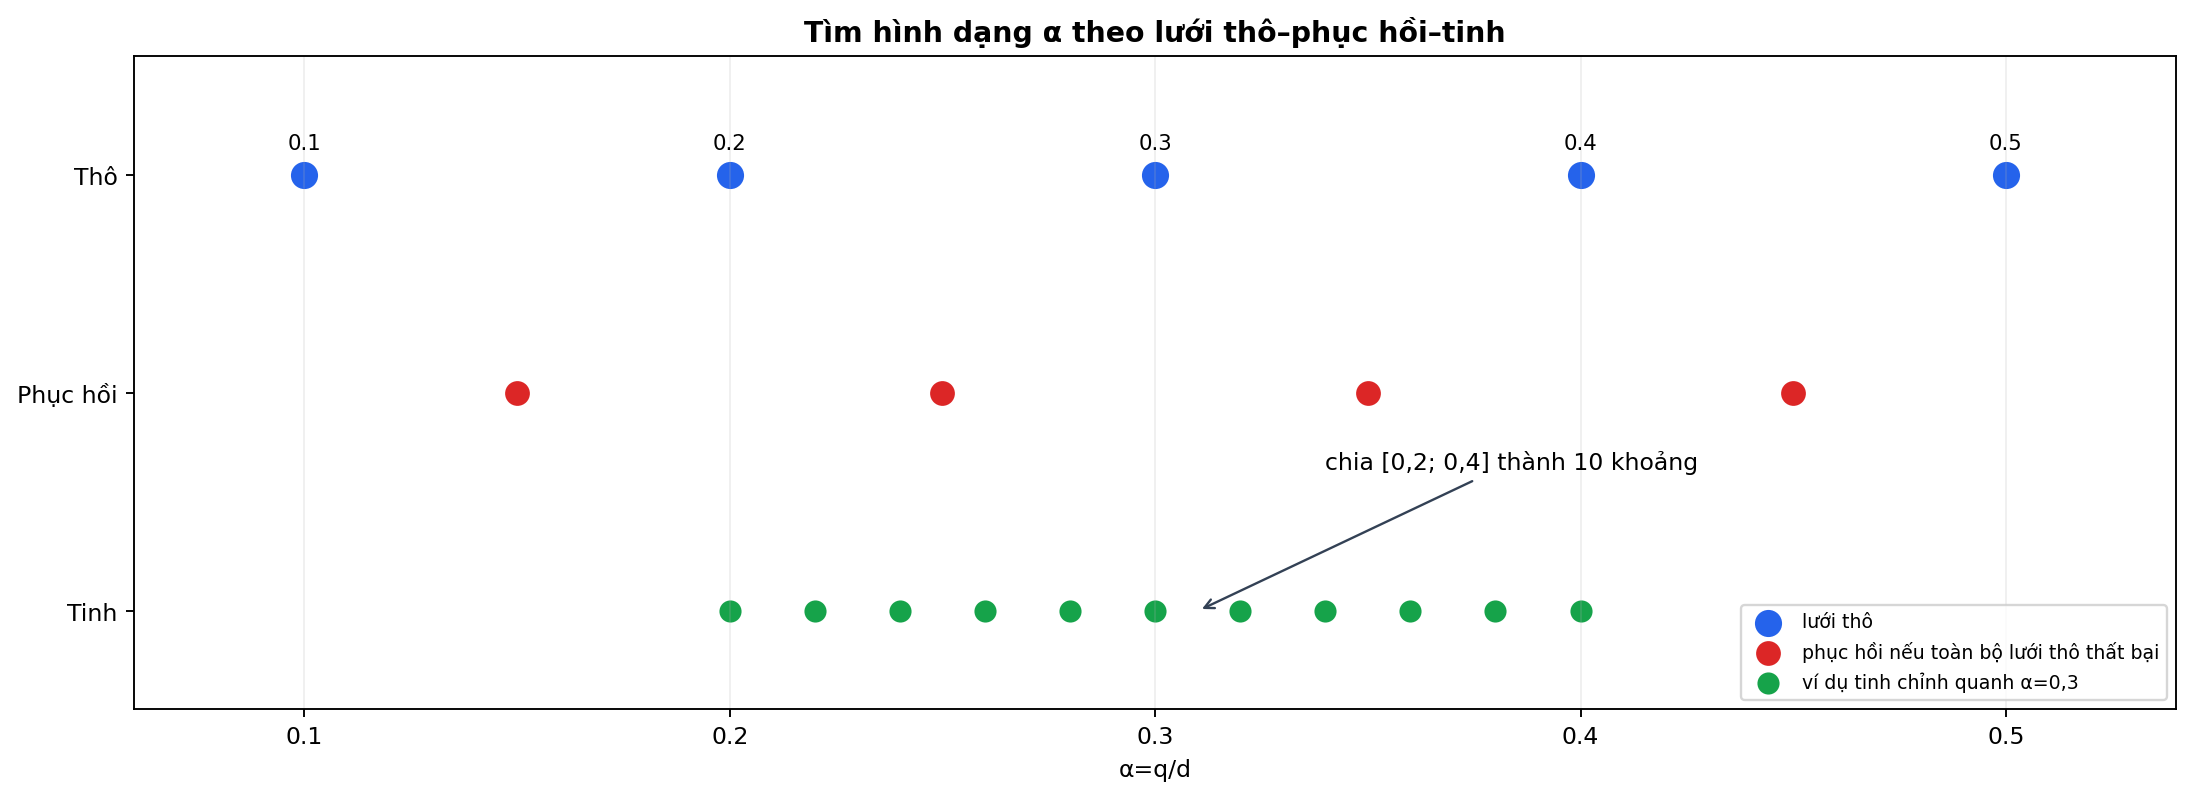 Tìm hình dạng α theo lưới thô–phục hồi–tinh
0.1 0.2 0.3 0.4 0.5
Thô
Phục hồi
chia [0,2; 0,4] thành 10 khoảng
Tinh
lưới thô
phục hồi nếu toàn bộ lưới thô thất bại
ví dụ tinh chỉnh quanh α=0,3
0.1 0.2 0.3 0.4 0.5
α=q/d